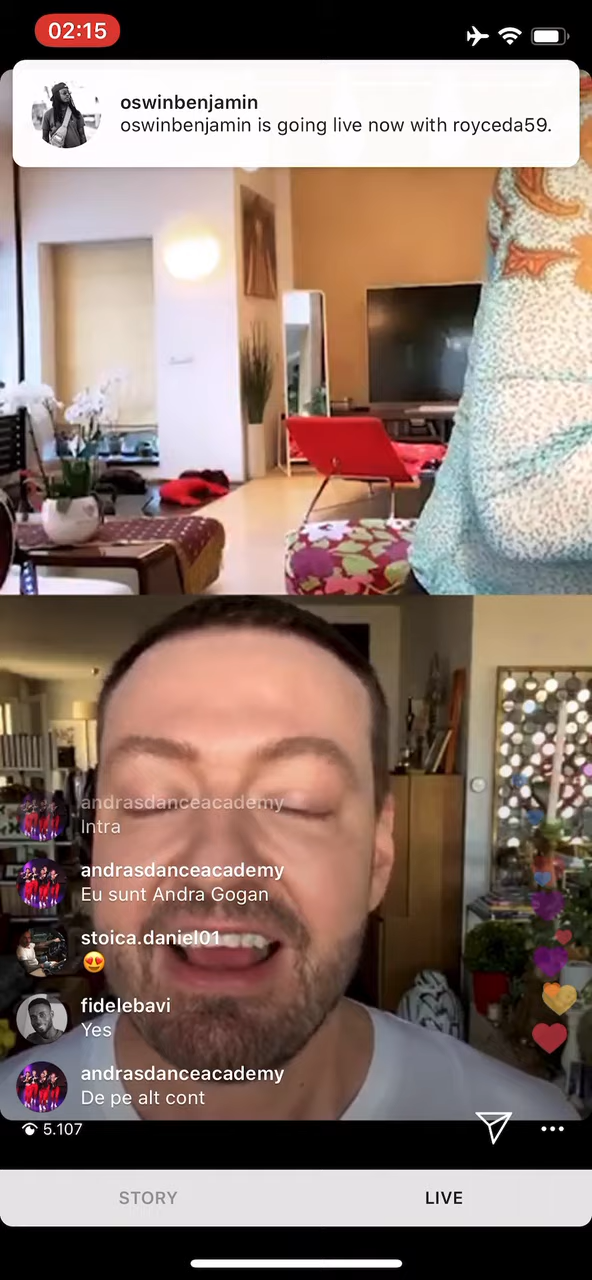 02:15
oswinbenjamin
oswinbenjamin is going live now with royceda59.
andrasdanceacademy
Intra
andrasdanceacademy
Eu sunt Andra Gogan
stoica.daniel01
😍
fidelebavi
Yes
andrasdanceacademy
De pe alt cont
5.107
STORY
LIVE